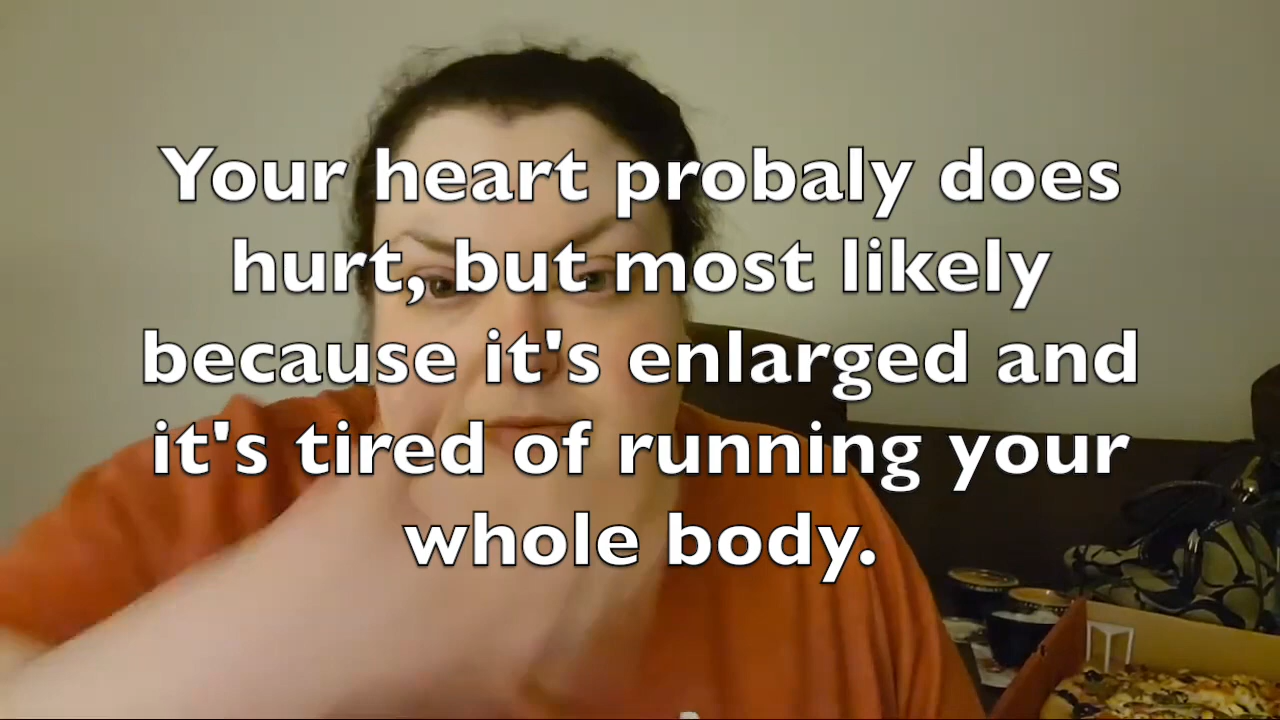 Your heart probaly does
hurt, but most likely
because it's enlarged and
it's tired of running your
whole body.